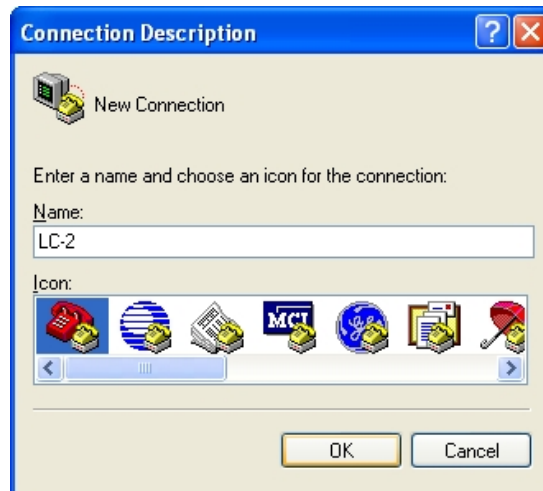 Connection Description
New Connection
Enter a name and choose an icon for the connection:
Name:
LC-2
Icon:
MCI
OK
Cancel